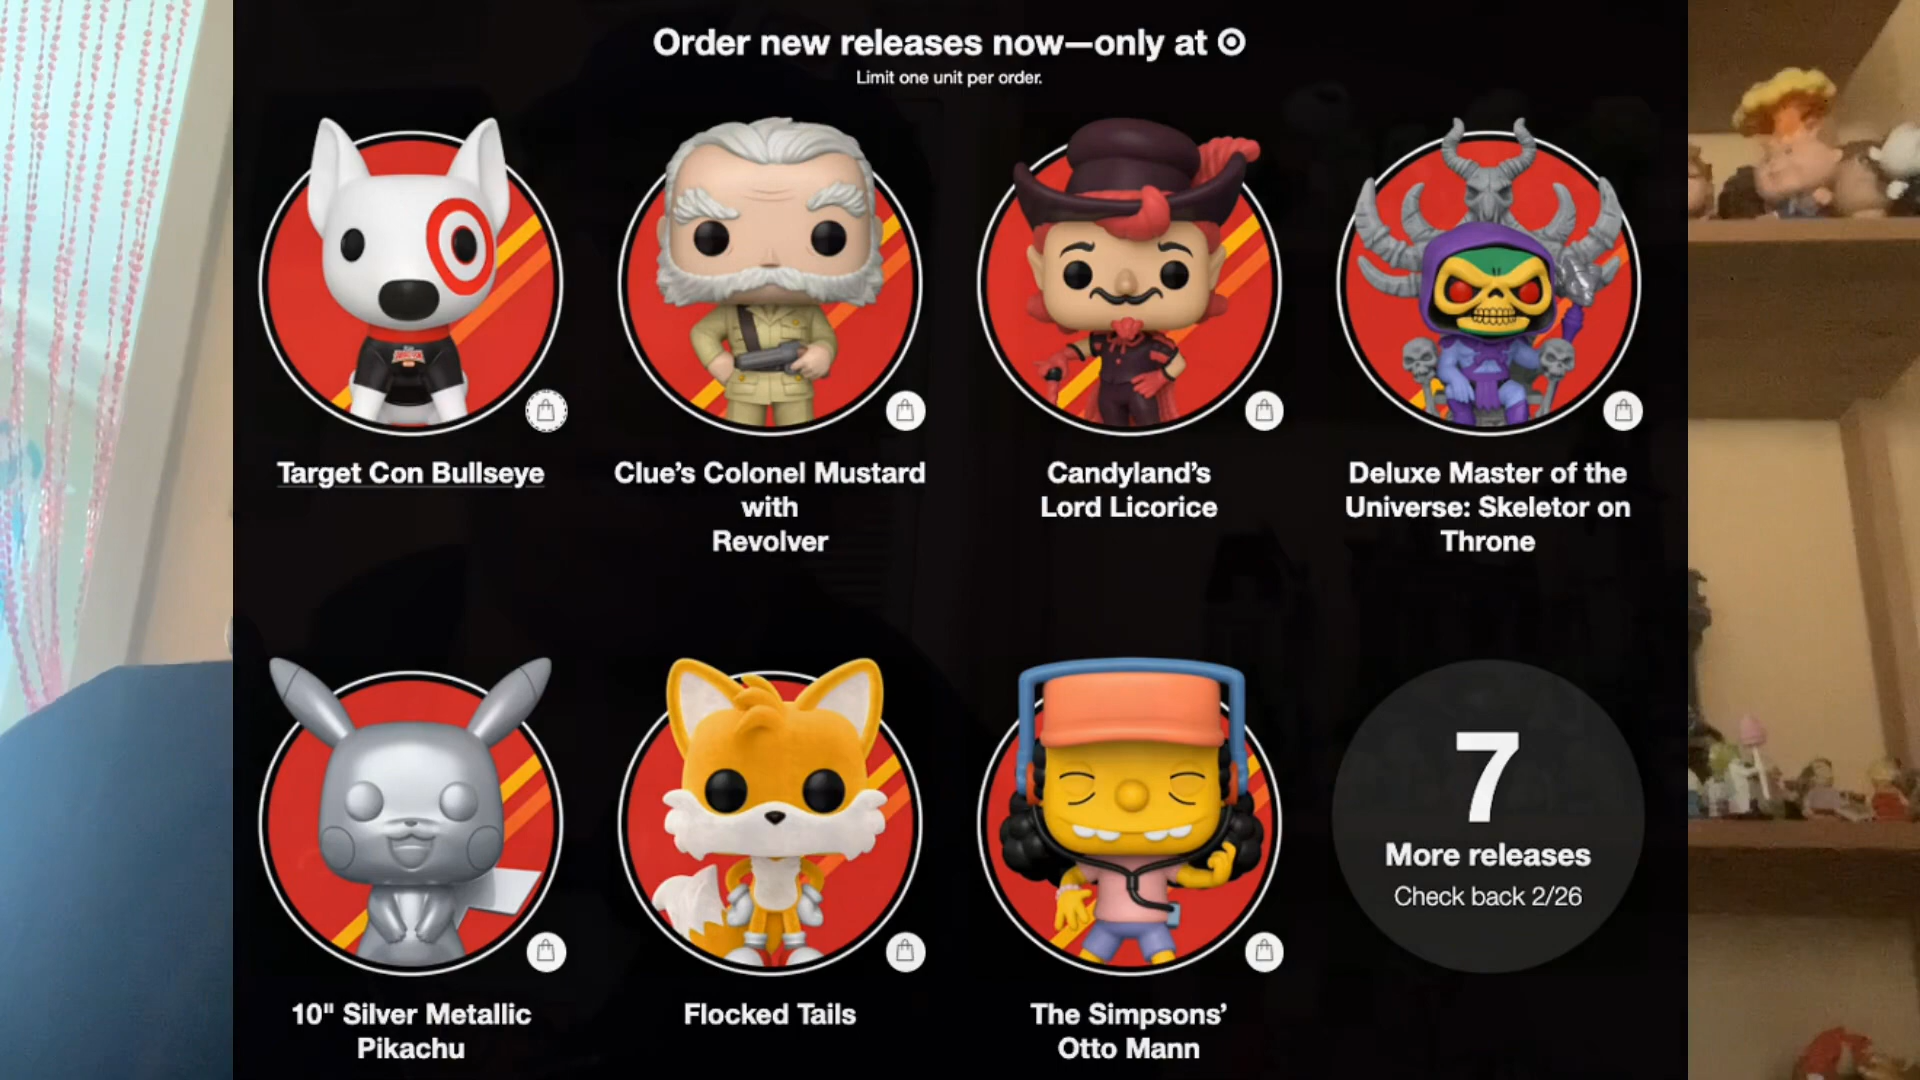 Order new releases now—only at
Limit one unit per order.
Target Con Bullseye
Clue’s Colonel Mustard
with
Revolver
Candyland’s
Lord Licorice
Deluxe Master of the
Universe: Skeletor on
Throne
10" Silver Metallic
Pikachu
Flocked Tails
The Simpsons’
Otto Mann
7
More releases
Check back 2/26